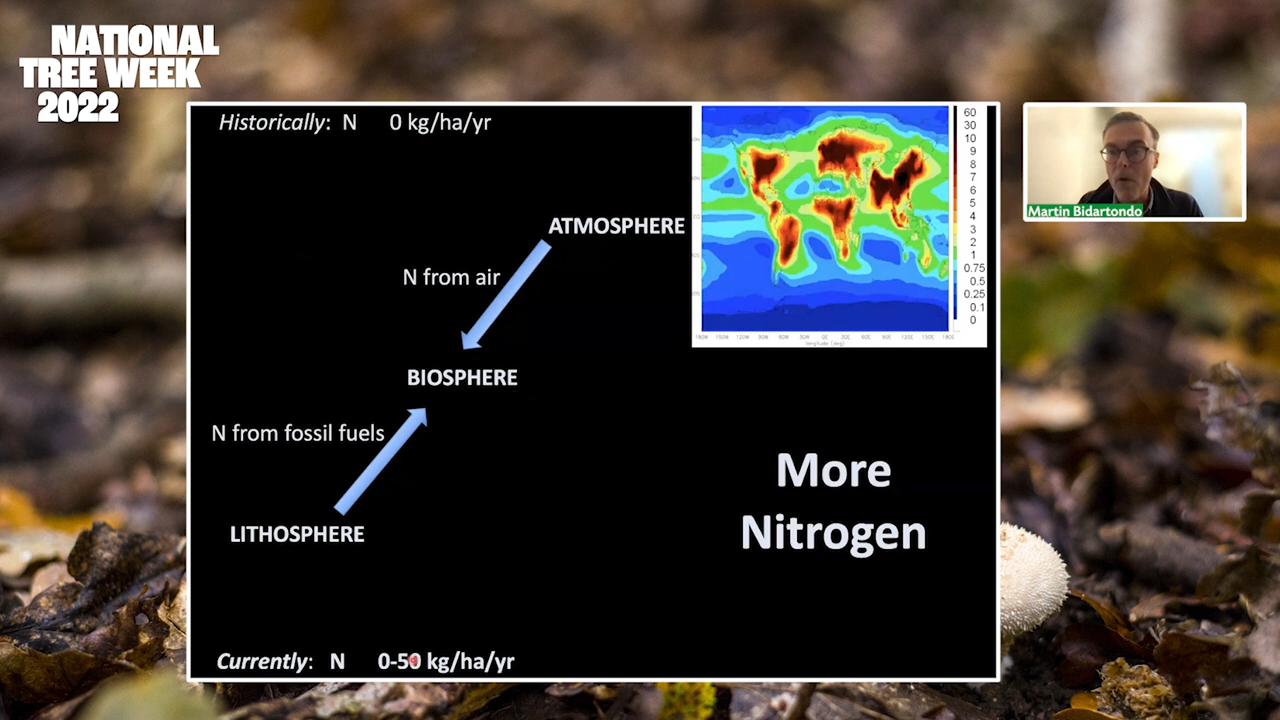 NATIONAL
TREE WEEK
2022
Historically: N 0 kg/ha/yr
ATMOSPHERE
N from air
BIOSPHERE
N from fossil fuels
LITHOSPHERE
More
Nitrogen
Currently: N 0-50 kg/ha/yr
60
30
10
9
8
7
6
5
4
3
2
1
0.75
0.5
0.25
0.1
0
longitude (deg)
Martin Bidartondo